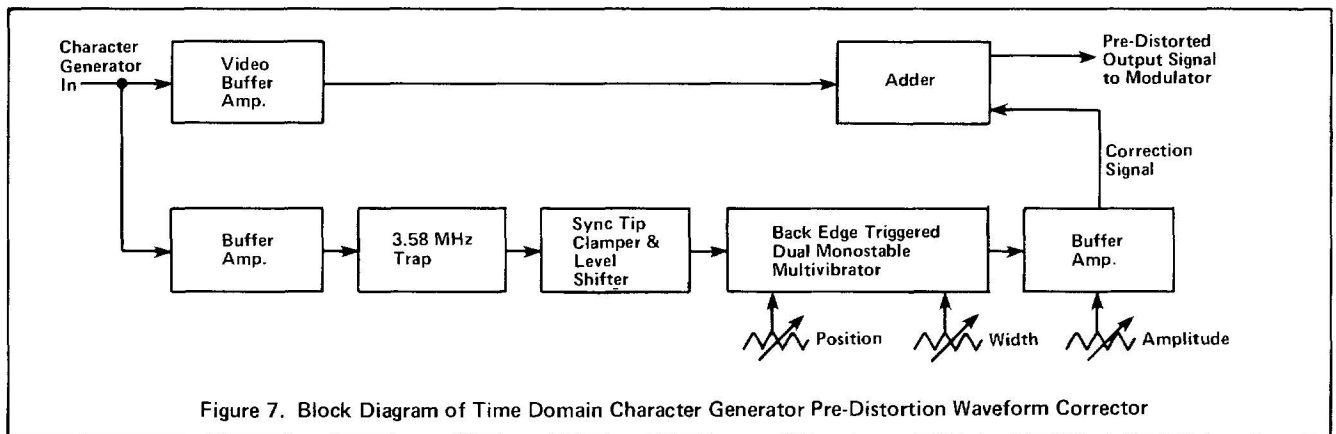 Character
Generator
In
Video
Buffer
Amp.
Adder
Pre-Distorted
Output Signal
to Modulator
Correction
Signal
Buffer
Amp.
3.58 MHz
Trap
Sync Tip
Clamper &
Level
Shifter
Back Edge Triggered
Dual Monostable
Multivibrator
Buffer
Amp.
Position
Width
Amplitude
Figure 7. Block Diagram of Time Domain Character Generator Pre-Distortion Waveform Corrector